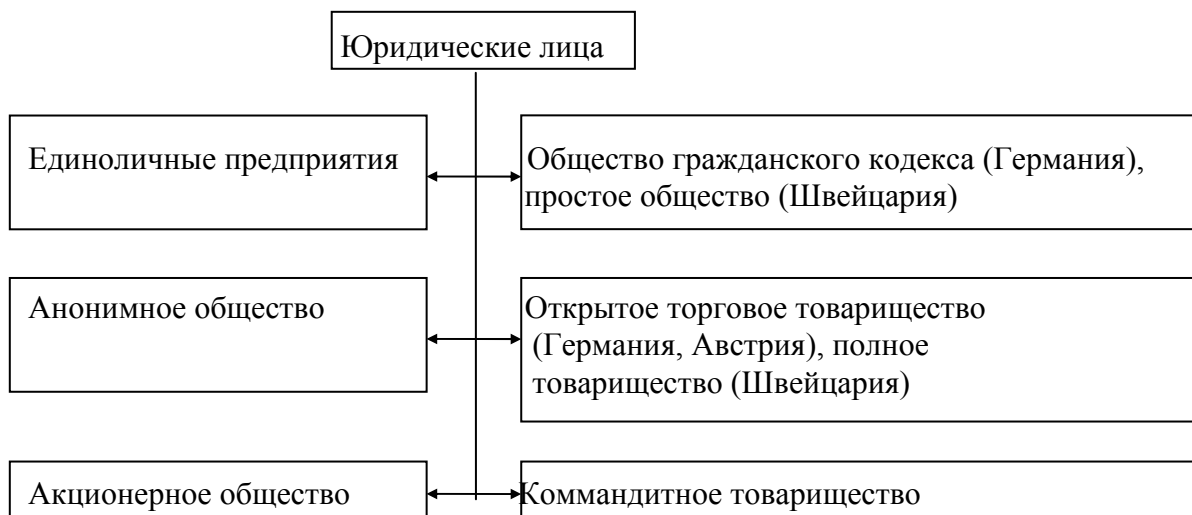 Юридические лица
Единоличные предприятия
Общество гражданского кодекса (Германия),
простое общество (Швейцария)
Анонимное общество
Открытое торговое товарищество
(Германия, Австрия), полное
товарищество (Швейцария)
Акционерное общество
Коммандитное товарищество